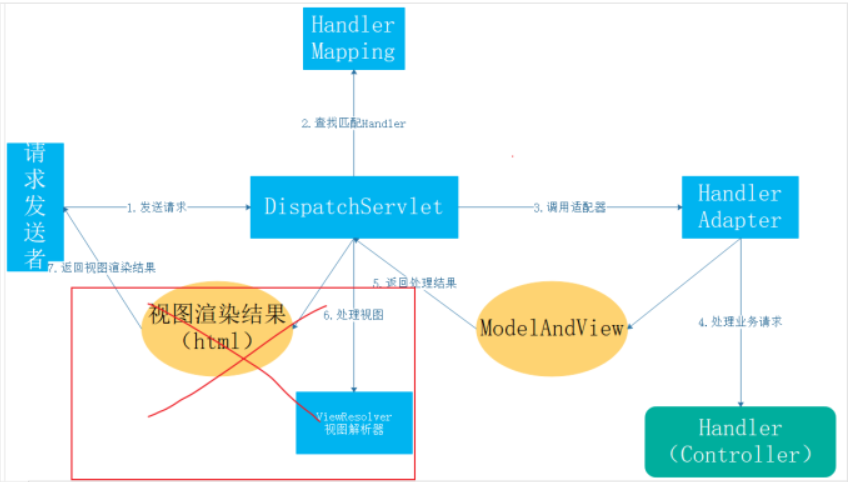 Handler
Mapping
2.查找匹配Handler
请
求
发
送
者
1.发送请求
DispatchServlet
3.调用适配器
Handler
Adapter
7.返回视图渲染结果
5.返回处理结果
视图渲染结果
（html）
6.处理视图
ModelAndView
4.处理业务请求
ViewResolver
视图解析器
Handler
（Controller）